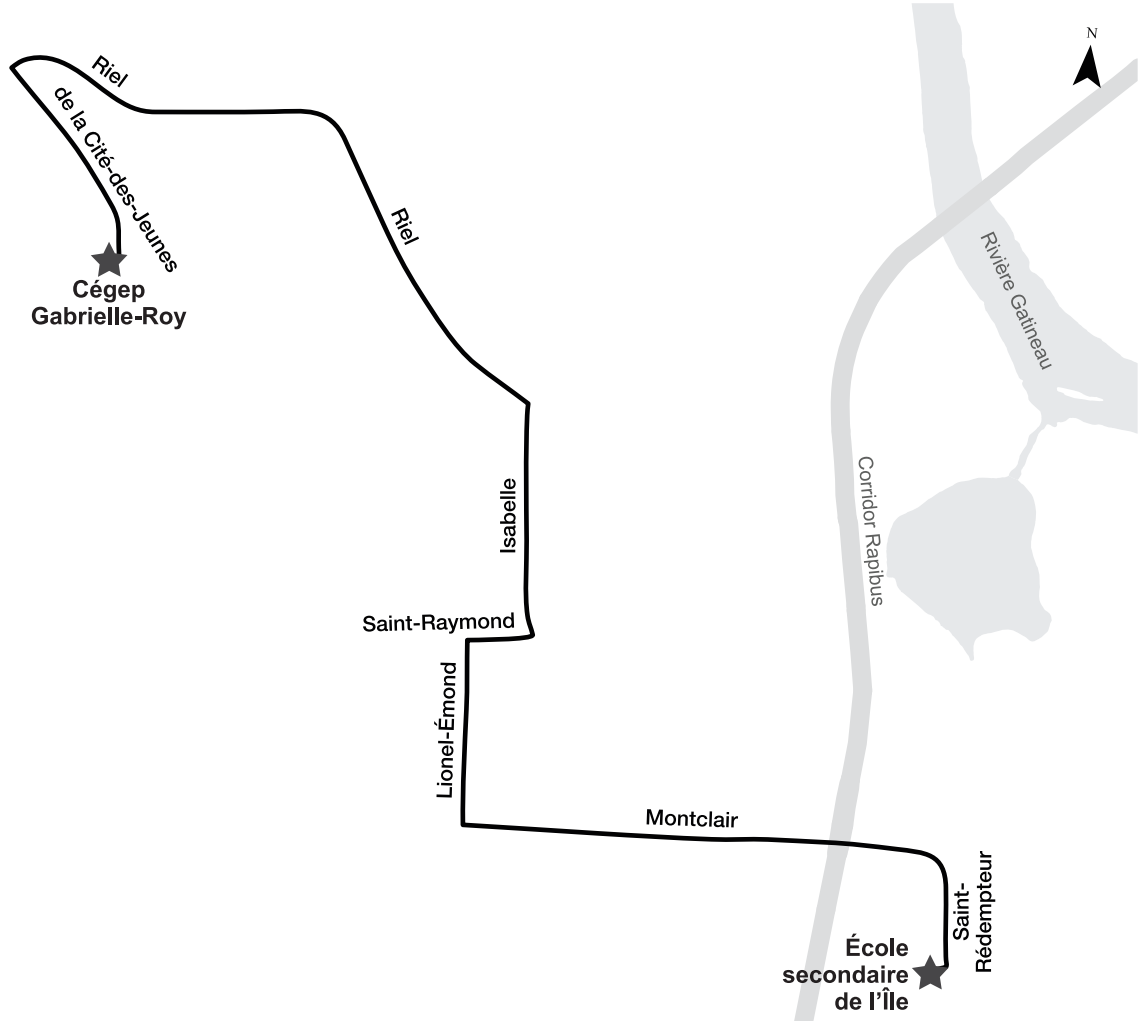 N
Riel
de la Cité-des-Jeunes
Cégep
Gabrielle-Roy
Riel
Rivière Gatineau
Isabelle
Corridor Rapibus
Saint-Raymond
Lionel-Émond
Montclair
Saint-
Rédempteur
École
secondaire
de l'Île